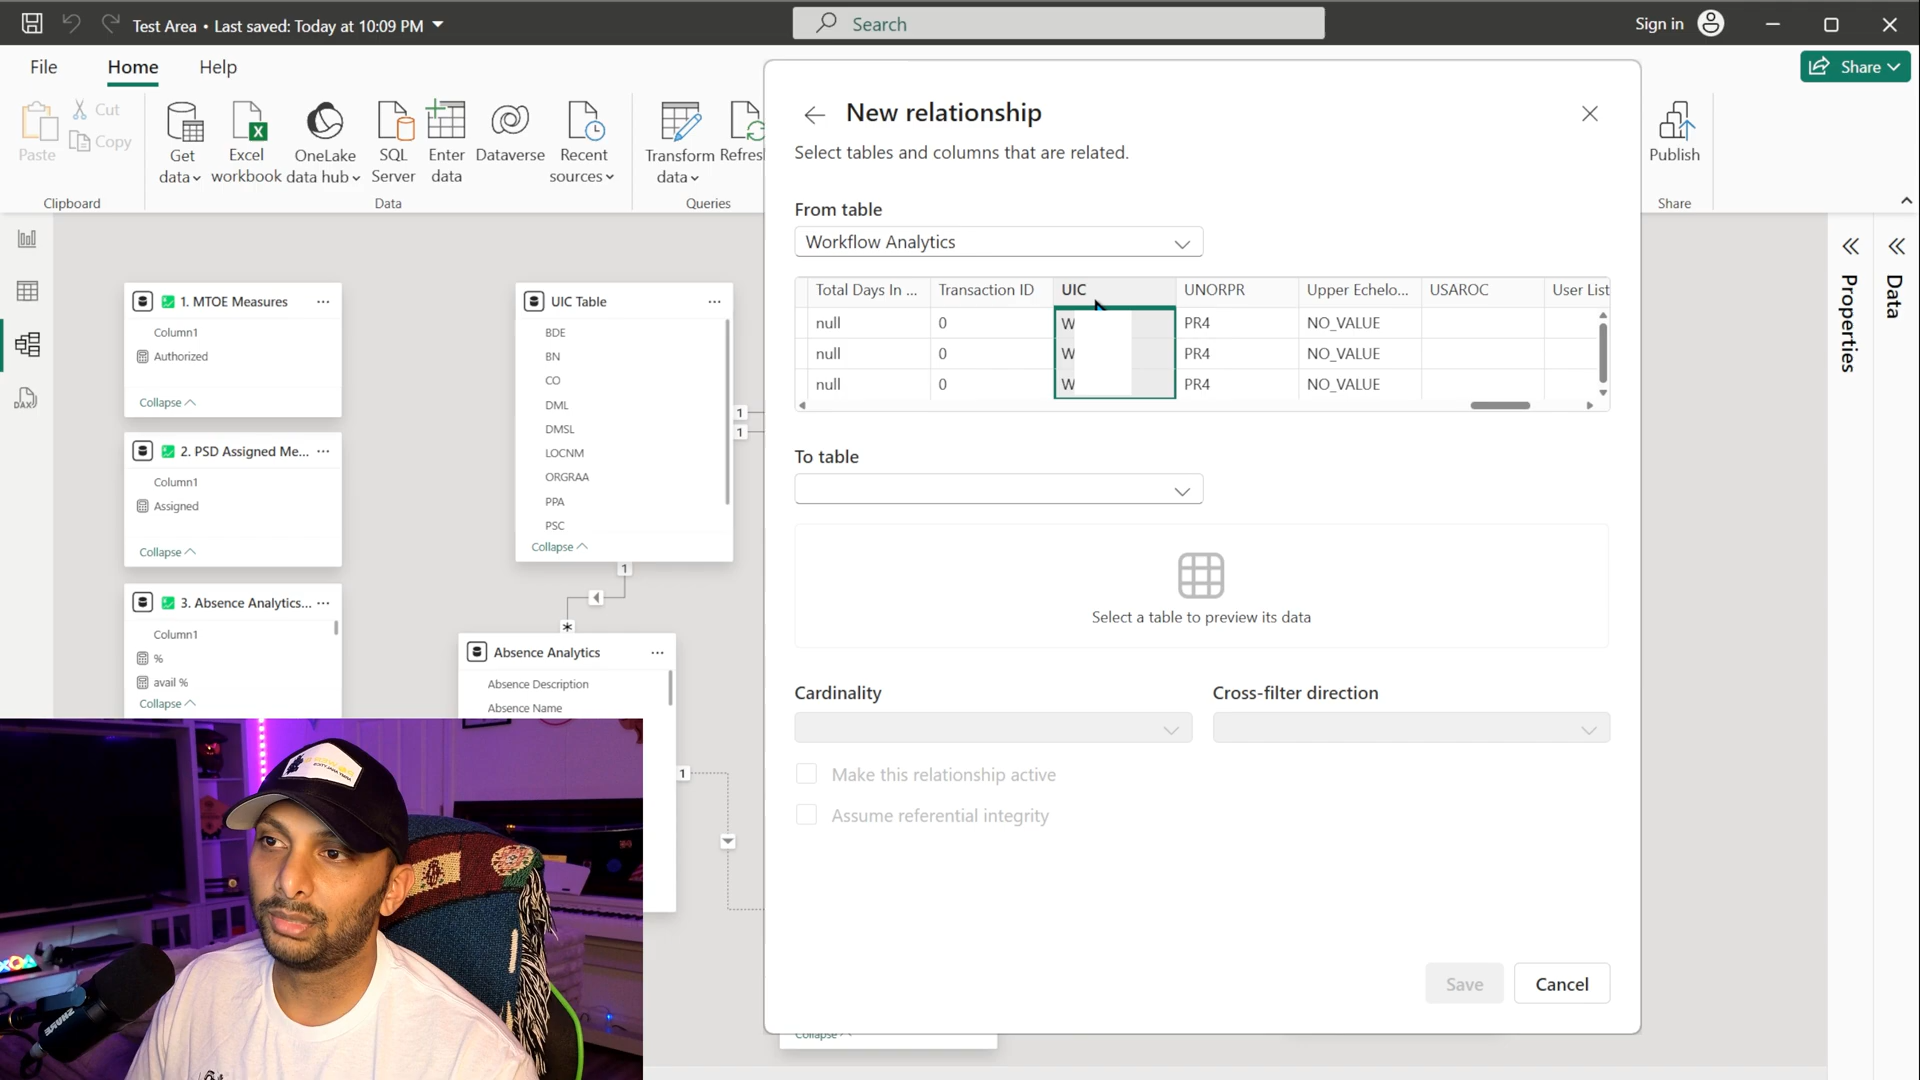 Test Area • Last saved: Today at 10:09 PM
Search
Sign in
File
Home
Help
Share
Paste
Cut
Copy
Get data
Excel workbook
OneLake data hub
SQL Server
Enter data
Dataverse
Recent sources
Transform data
Refresh
Publish
Clipboard
Data
Queries
Share
New relationship
Select tables and columns that are related.
From table
Workflow Analytics
Total Days In ...
Transaction ID
UIC
UNORPR
Upper Echelo...
USAROC
User List
null 0 W PR4 NO_VALUE
null 0 W PR4 NO_VALUE
null 0 W PR4 NO_VALUE
To table
Select a table to preview its data
Cardinality
Cross-filter direction
Make this relationship active
Assume referential integrity
Save
Cancel
1. MTOE Measures ...
Column1
Authorized
Collapse
2. PSD Assigned Me... ...
Column1
Assigned
Collapse
3. Absence Analytics... ...
Column1
%
avail %
Collapse
UIC Table ...
BDE
BN
CO
DML
DMSL
LOCNM
ORGRAA
PPA
PSC
Collapse
1
1
1
*
Absence Analytics ...
Absence Description
Absence Name
1
Collapse
Properties
Data
DAX
SHURE